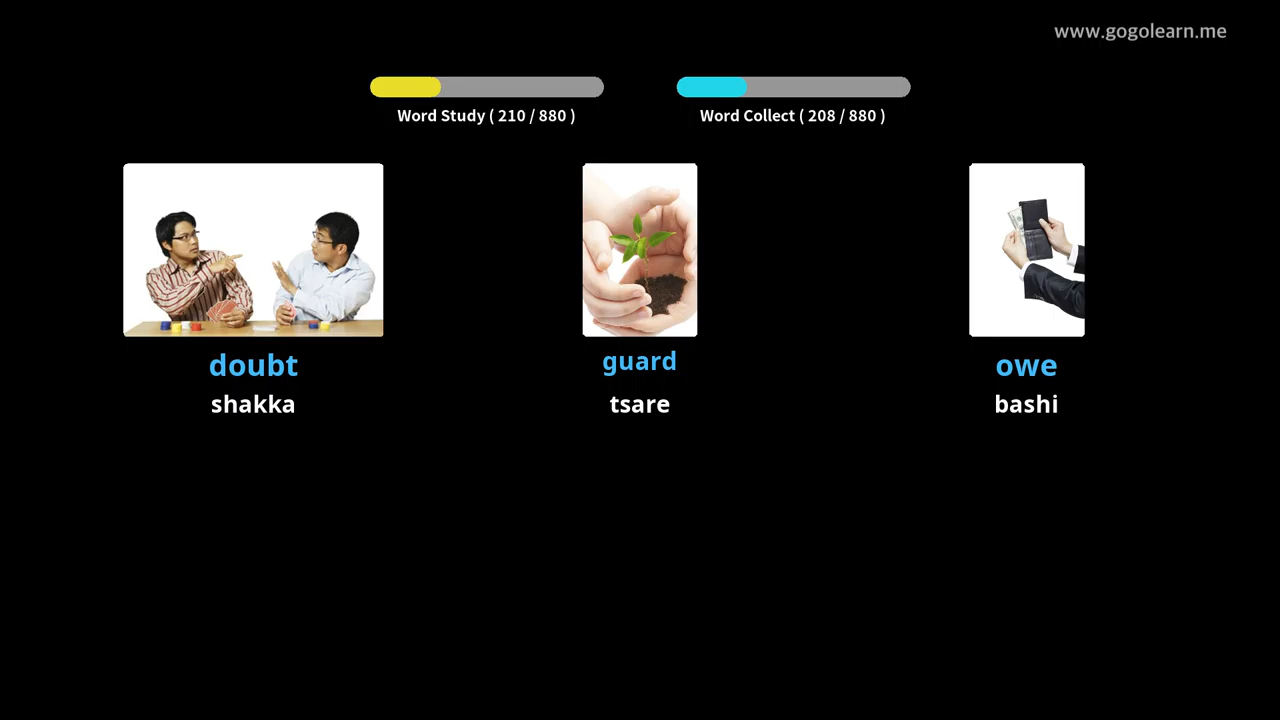 www.gogolearn.me
Word Study ( 210 / 880 )
Word Collect ( 208 / 880 )
doubt
shakka
guard
tsare
owe
bashi